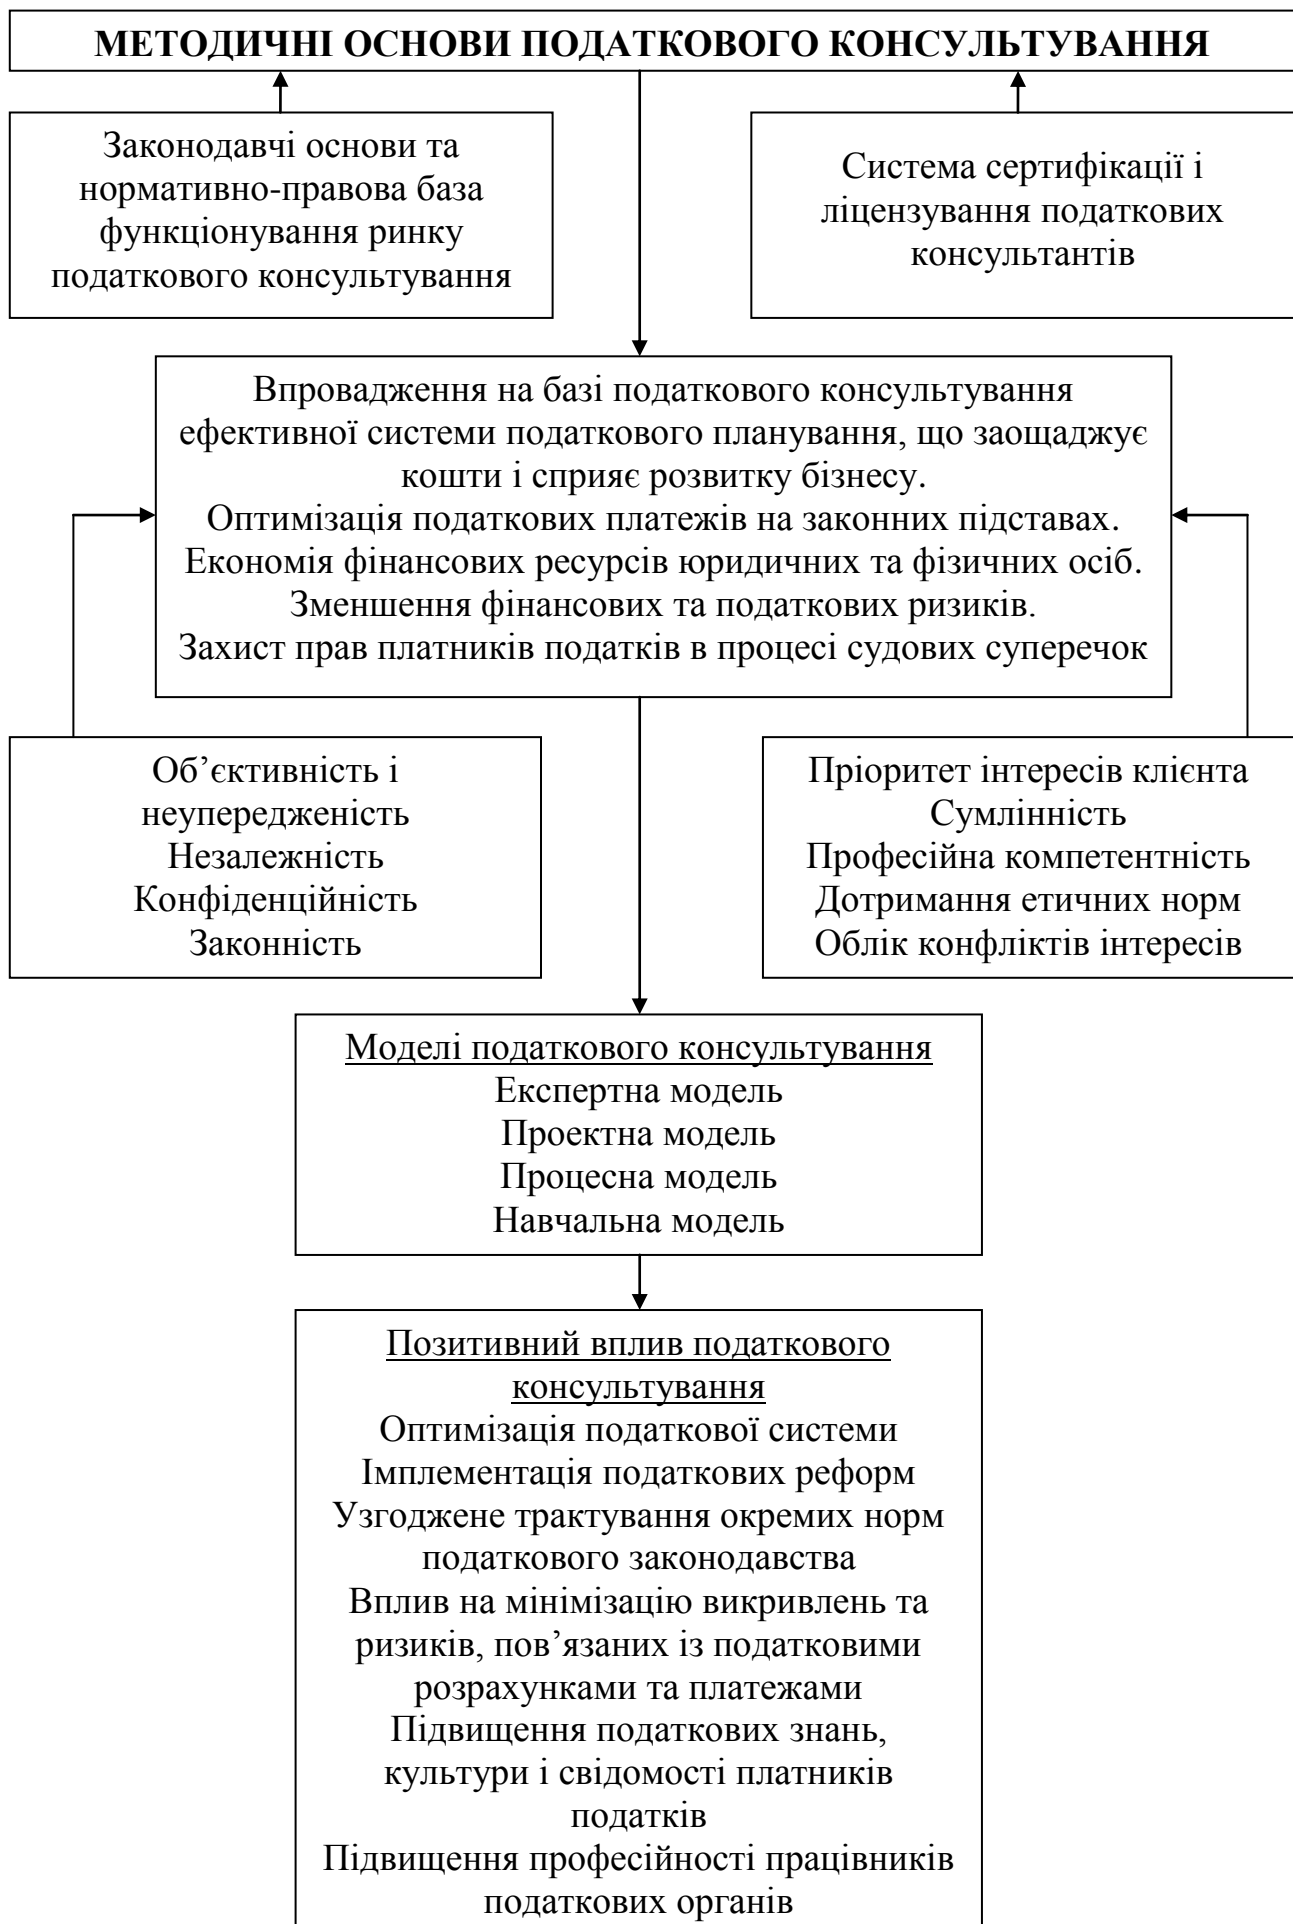 МЕТОДИЧНІ ОСНОВИ ПОДАТКОВОГО КОНСУЛЬТУВАННЯ
Законодавчі основи та
нормативно-правова база
функціонування ринку
податкового консультування
Система сертифікації і
ліцензування податкових
консультантів
Впровадження на базі податкового консультування
ефективної системи податкового планування, що заощаджує
кошти і сприяє розвитку бізнесу.
Оптимізація податкових платежів на законних підставах.
Економія фінансових ресурсів юридичних та фізичних осіб.
Зменшення фінансових та податкових ризиків.
Захист прав платників податків в процесі судових суперечок
Об’єктивність і
неупередженість
Незалежність
Конфіденційність
Законність
Пріоритет інтересів клієнта
Сумлінність
Професійна компетентність
Дотримання етичних норм
Облік конфліктів інтересів
Моделі податкового консультування
Експертна модель
Проектна модель
Процесна модель
Навчальна модель
Позитивний вплив податкового
консультування
Оптимізація податкової системи
Імплементація податкових реформ
Узгоджене трактування окремих норм
податкового законодавства
Вплив на мінімізацію викривлень та
ризиків, пов’язаних із податковими
розрахунками та платежами
Підвищення податкових знань,
культури і свідомості платників
податків
Підвищення професійності працівників
податкових органів